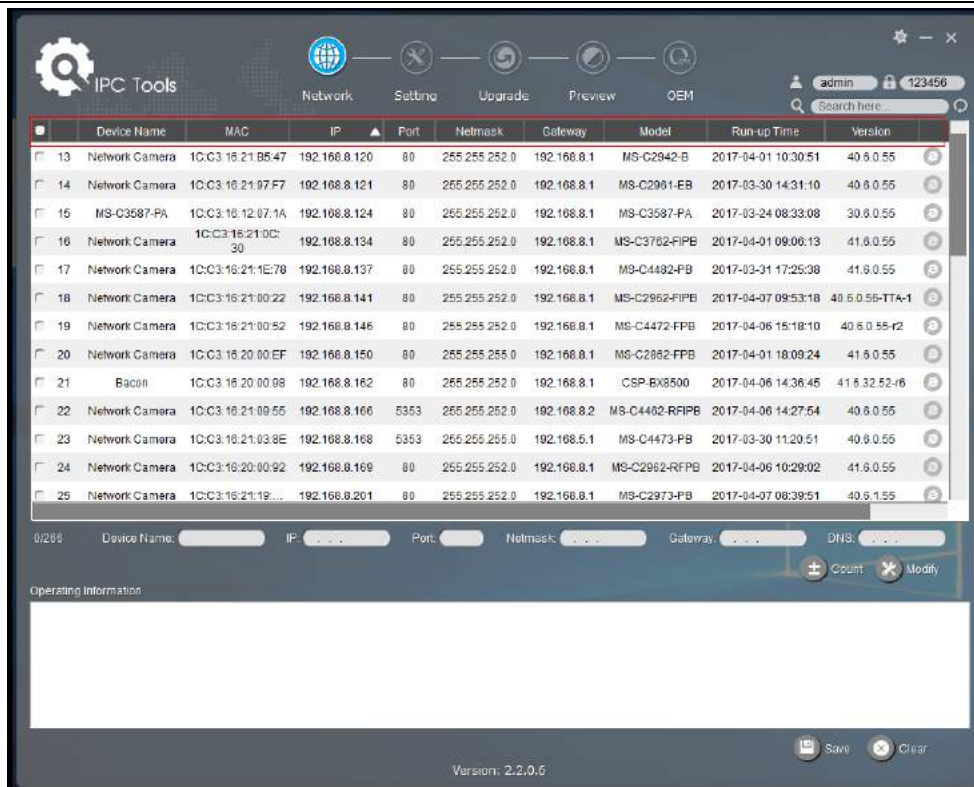 IPC Tools
Network Setting Upgrade Preview OEM
admin 123456
Search here...
Device Name MAC IP Port Netmask Gateway Model Run-up Time Version
13 Network Camera 1C:C3:16:21:B5:47 192.168.8.120 80 255.255.252.0 192.168.8.1 MS-C2942-B 2017-04-01 10:30:51 40.6.0.55
14 Network Camera 1C:C3:16:21:97:F7 192.168.8.121 80 255.255.252.0 192.168.8.1 MS-C2961-EB 2017-03-30 14:31:10 40.6.0.55
15 MS-C3587-PA 1C:C3:16:12:07:1A 192.168.8.124 80 255.255.252.0 192.168.8.1 MS-C3587-PA 2017-03-24 08:33:08 30.6.0.55
16 Network Camera 1C:C3:16:21:0C:30 192.168.8.134 80 255.255.252.0 192.168.8.1 MS-C3762-FIPB 2017-04-01 09:06:13 41.6.0.55
17 Network Camera 1C:C3:16:21:1E:78 192.168.8.137 80 255.255.252.0 192.168.8.1 MS-C4482-PB 2017-03-31 17:25:38 41.6.0.55
18 Network Camera 1C:C3:16:21:00:22 192.168.8.141 80 255.255.252.0 192.168.8.1 MS-C2962-FIPB 2017-04-07 09:53:18 40.6.0.56-TTA-1
19 Network Camera 1C:C3:16:21:00:52 192.168.8.146 80 255.255.252.0 192.168.8.1 MS-C4472-FPB 2017-04-06 15:18:10 40.6.0.55-r2
20 Network Camera 1C:C3:16:20:00:EF 192.168.8.150 80 255.255.255.0 192.168.8.1 MS-C2862-FPB 2017-04-01 18:09:24 41.6.0.55
21 Bacon 1C:C3:16:20:00:98 192.168.8.162 80 255.255.252.0 192.168.8.1 CSP-BX8500 2017-04-06 14:36:45 41.6.32.52-r6
22 Network Camera 1C:C3:16:21:09:55 192.168.8.166 5353 255.255.252.0 192.168.8.2 MS-C4462-RFIPB 2017-04-06 14:27:54 40.6.0.55
23 Network Camera 1C:C3:16:21:03:8E 192.168.8.168 5353 255.255.255.0 192.168.5.1 MS-C4473-PB 2017-03-30 11:20:51 40.6.0.55
24 Network Camera 1C:C3:16:20:00:92 192.168.8.169 80 255.255.252.0 192.168.8.1 MS-C2962-RFPB 2017-04-06 10:29:02 41.6.0.55
25 Network Camera 1C:C3:16:21:19:... 192.168.8.201 80 255.255.252.0 192.168.8.1 MS-C2973-PB 2017-04-07 08:39:51 40.6.1.55
0/266 Device Name: IP: . . . Port: Netmask: . . . Gateway: . . . DNS: . . .
Count Modify
Operating Information
Save Clear
Version: 2.2.0.6